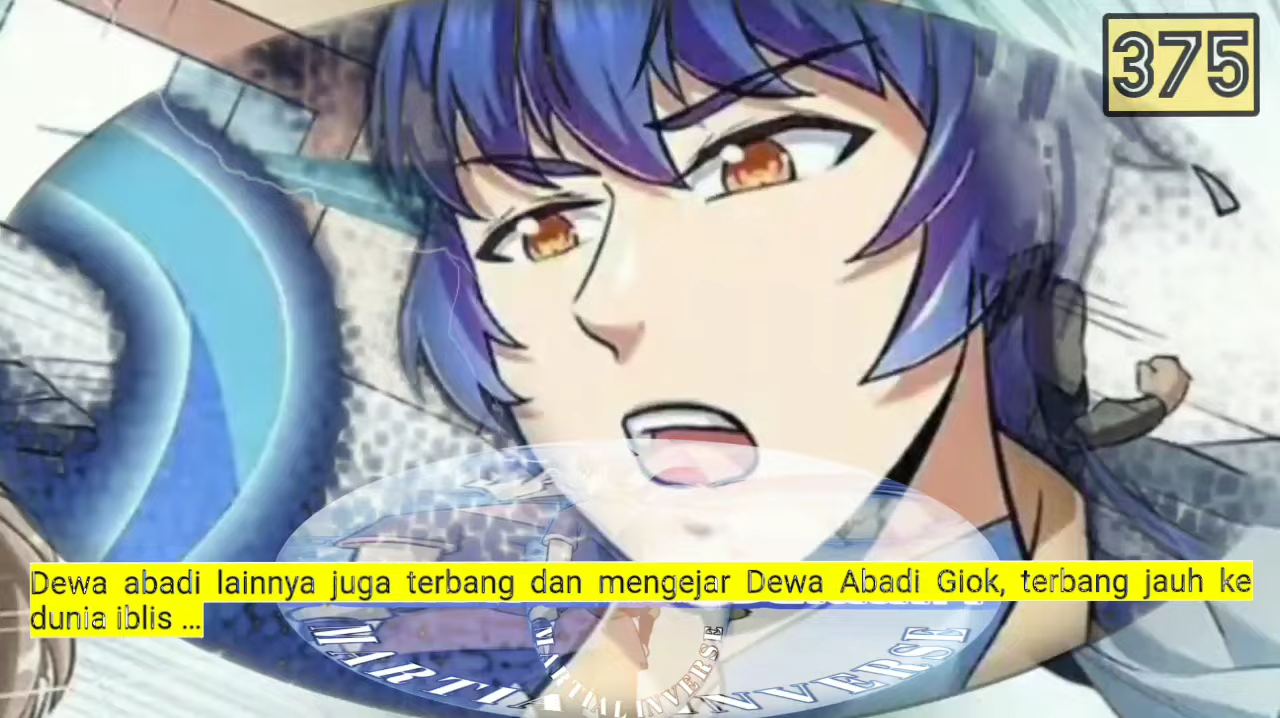 375
Dewa abadi lainnya juga terbang dan mengejar Dewa Abadi Giok, terbang jauh ke
dunia iblis ...
MARTIAL INVERSE
MARTIAL INVERSE